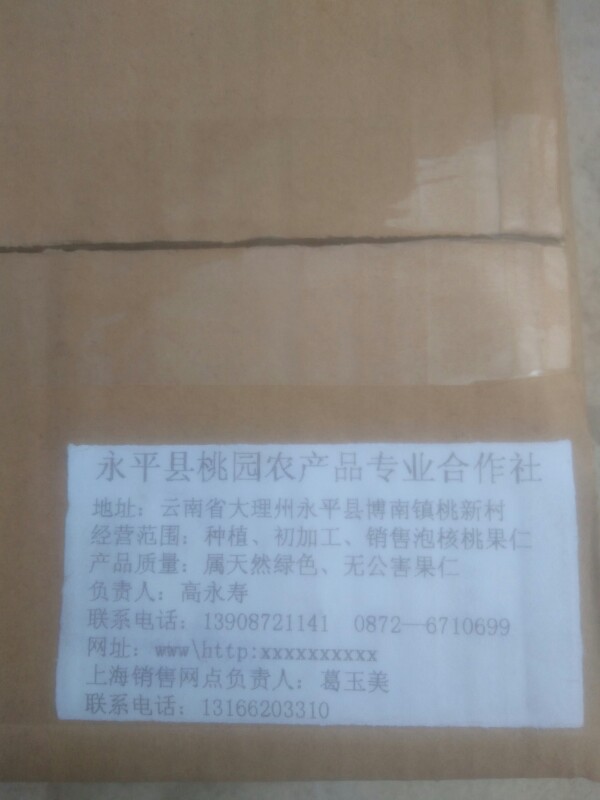 永平县桃园农产品专业合作社
地址：云南省大理州永平县博南镇桃新村
经营范围：种植、初加工、销售泡核桃果仁
产品质量：属天然绿色、无公害果仁
负责人：高永寿
联系电话：13908721141 0872—6710699
网址：www\http:xxxxxxxxxx
上海销售网点负责人：葛玉美
联系电话：13166203310